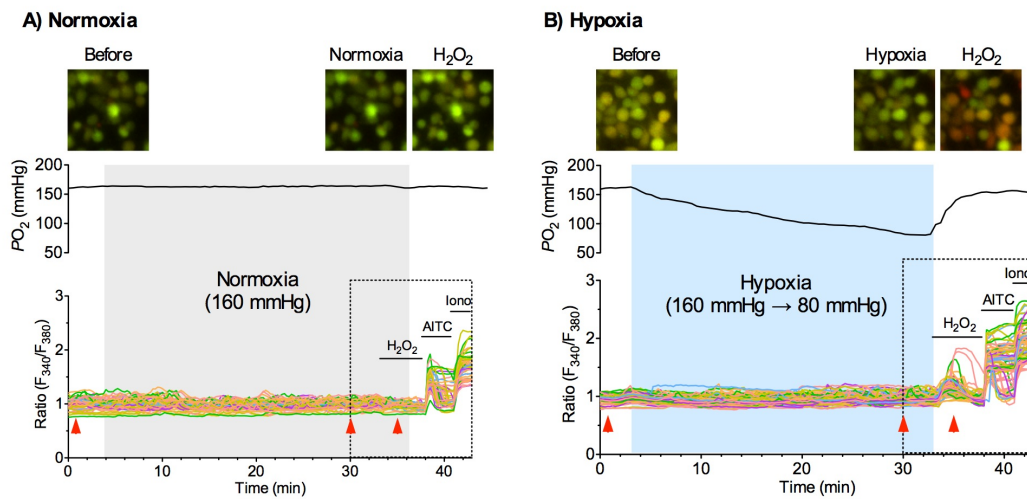 A) Normoxia
Before
Normoxia
H2O2
200
150
100
50
PO2 (mmHg)
Normoxia
(160 mmHg)
3
2
1
0
Ratio (F340/F380)
H2O2
AITC
Iono
0
10
20
30
40
Time (min)
B) Hypoxia
Before
Hypoxia
H2O2
200
150
100
50
PO2 (mmHg)
Hypoxia
(160 mmHg → 80 mmHg)
3
2
1
0
Ratio (F340/F380)
H2O2
AITC
Iono
0
10
20
30
40
Time (min)